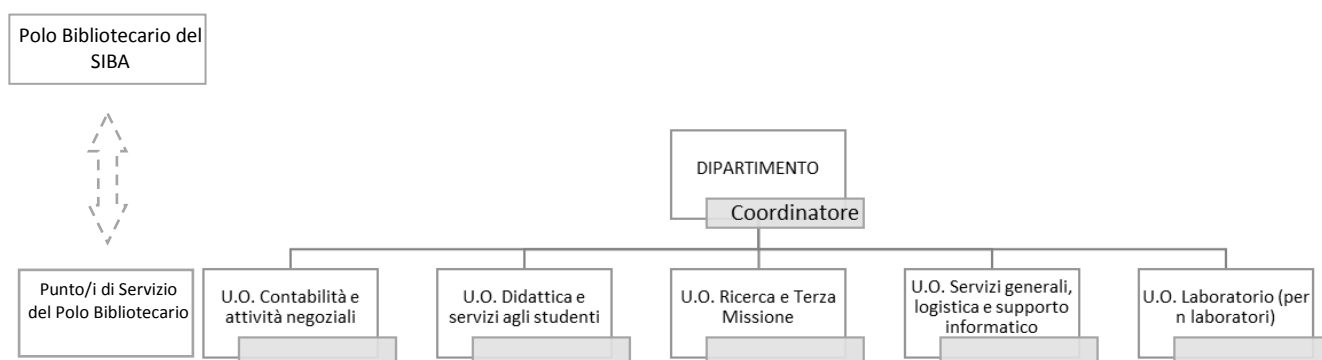 Polo Bibliotecario del
SIBA
DIPARTIMENTO
Coordinatore
Punto/i di Servizio
del Polo Bibliotecario
U.O. Contabilità e
attività negoziali
U.O. Didattica e
servizi agli studenti
U.O. Ricerca e Terza
Missione
U.O. Servizi generali,
logistica e supporto
informatico
U.O. Laboratorio (per
n laboratori)